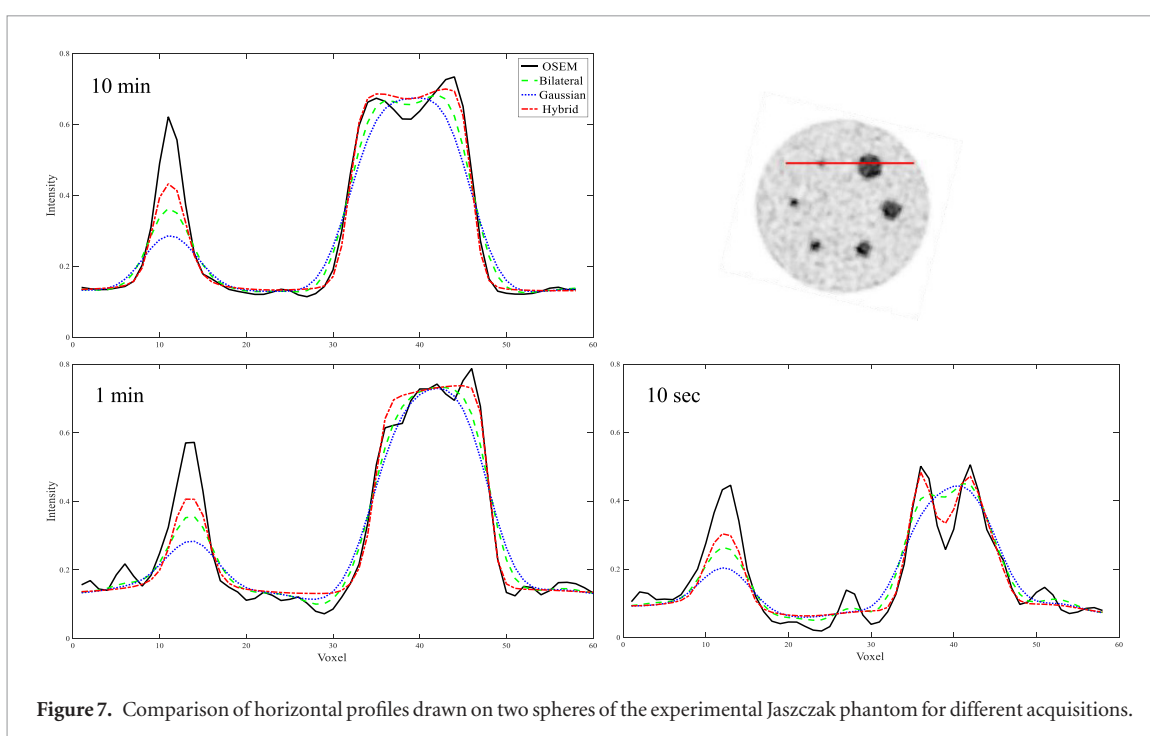 10 min
OSEM
Bilateral
Gaussian
Hybrid
Intensity
0.8
0.6
0.4
0.2
0
0 10 20 30 40 50 60
1 min
Intensity
0.8
0.6
0.4
0.2
0
0 10 20 30 40 50 60
Voxel
10 sec
0.8
0.6
0.4
0.2
0
0 10 20 30 40 50 60
Voxel
Figure 7. Comparison of horizontal profiles drawn on two spheres of the experimental Jaszczak phantom for different acquisitions.